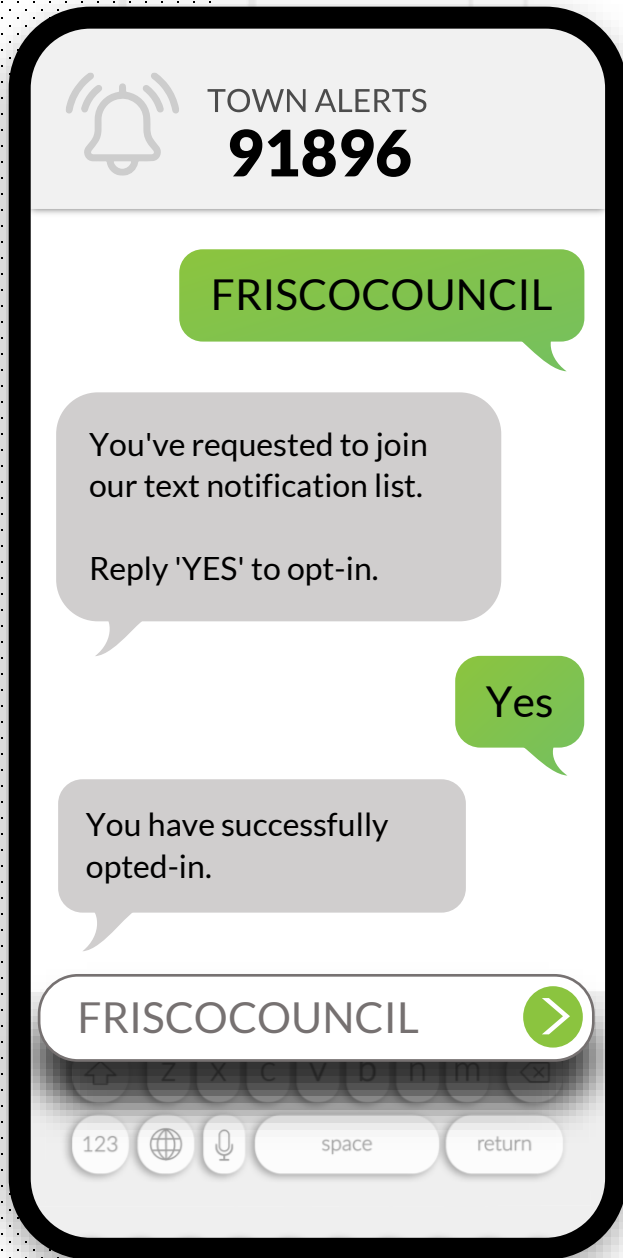 TOWN ALERTS
91896
FRISCOCOUNCIL
You've requested to join
our text notification list.
Reply 'YES' to opt-in.
Yes
You have successfully
opted-in.
FRISCOCOUNCIL
z x c v b n m
123 space return